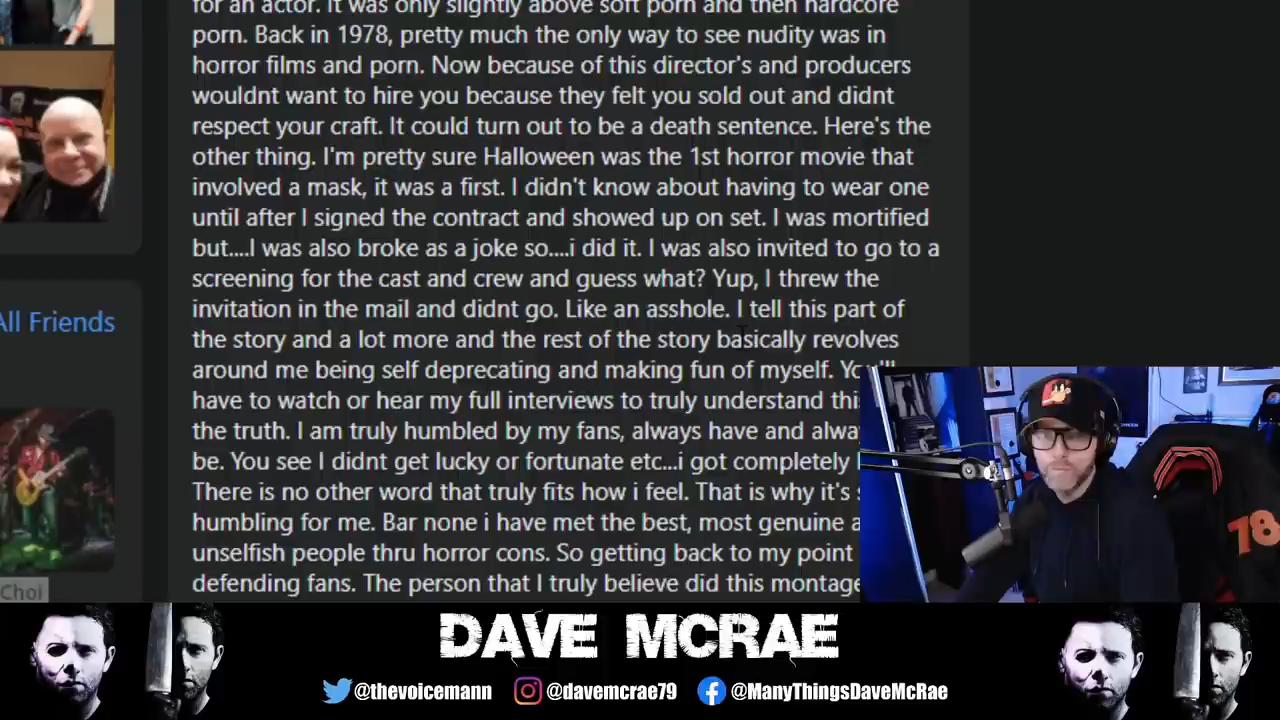 for an actor. It was only slightly above soft porn and then hardcore
porn. Back in 1978, pretty much the only way to see nudity was in
horror films and porn. Now because of this director's and producers
wouldnt want to hire you because they felt you sold out and didnt
respect your craft. It could turn out to be a death sentence. Here's the
other thing. I'm pretty sure Halloween was the 1st horror movie that
involved a mask, it was a first. I didn't know about having to wear one
until after I signed the contract and showed up on set. I was mortified
but....I was also broke as a joke so....i did it. I was also invited to go to a
screening for the cast and crew and guess what? Yup, I threw the
invitation in the mail and didnt go. Like an asshole. I tell this part of
the story and a lot more and the rest of the story basically revolves
around me being self deprecating and making fun of myself. You'll
have to watch or hear my full interviews to truly understand
the truth. I am truly humbled by my fans, always have and
be. You see I didnt get lucky or fortunate etc...i got completely
There is no other word that truly fits how i feel. That is why it's
humbling for me. Bar none i have met the best, most genuine
unselfish people thru horror cons. So getting back to my point
defending fans. The person that I truly believe did this montage
All Friends
Choi
78
DAVE MCRAE
@thevoicemann @davemcrae79 @ManyThingsDaveMcRae